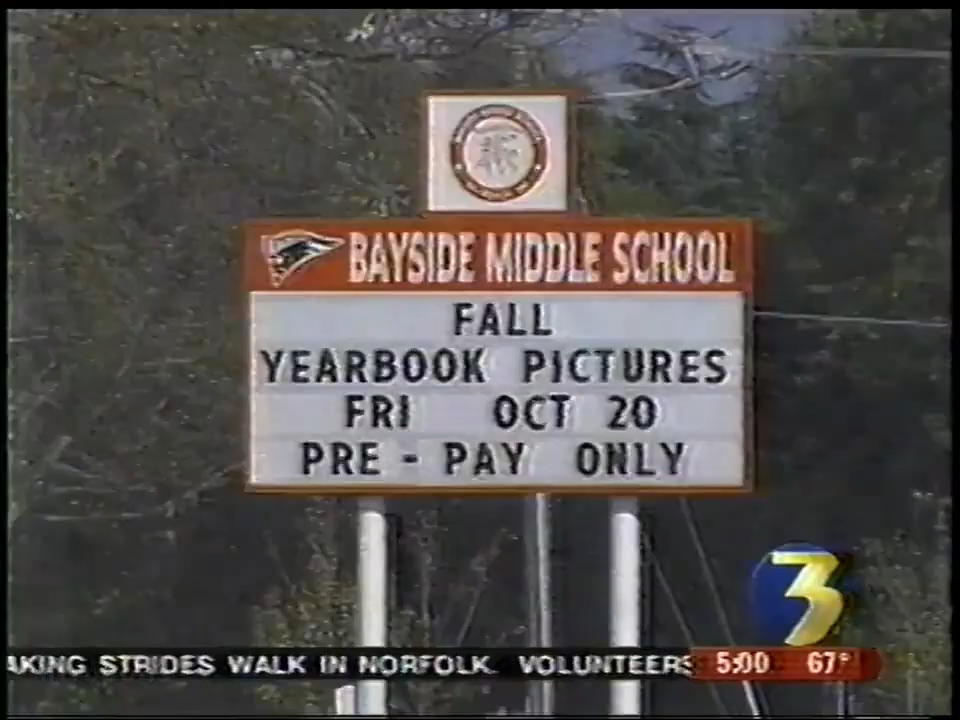 BAYSIDE MIDDLE SCHOOL
FALL
YEARBOOK PICTURES
FRI OCT 20
PRE - PAY ONLY
3
AKING STRIDES WALK IN NORFOLK. VOLUNTEERS 5:00 67°